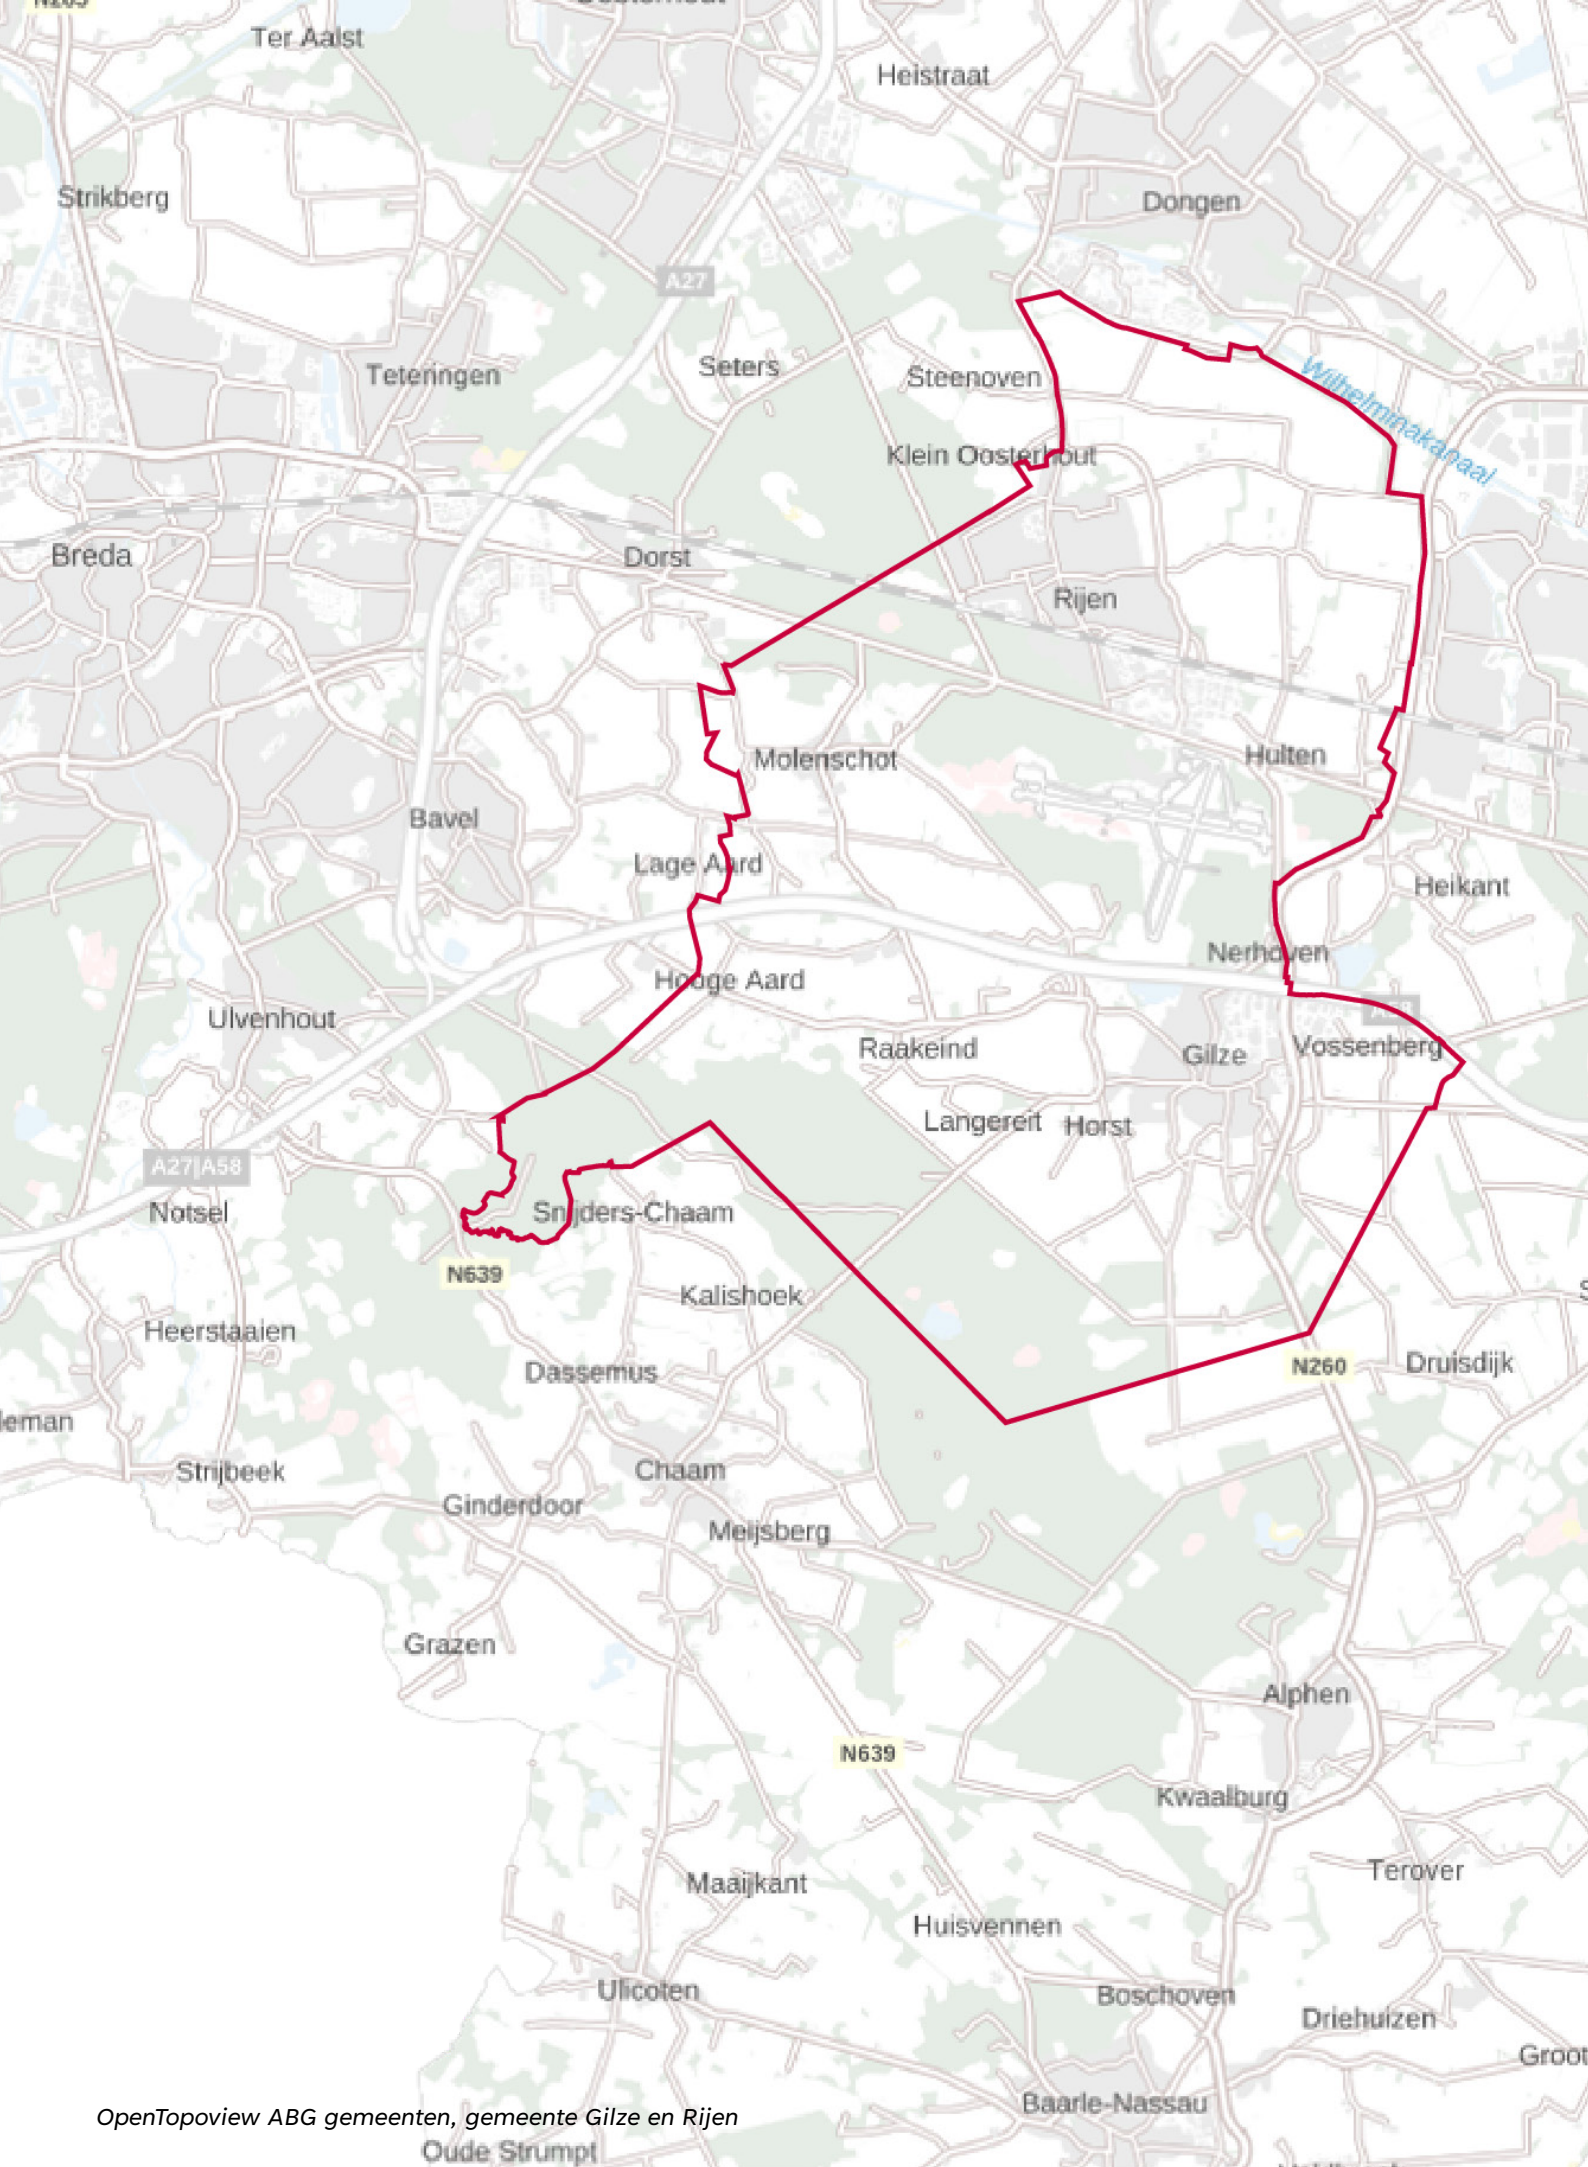 Ter Aalst
Heistraat
Strikberg
Dongen
A27
Seters
Teteringen
Steenoven
Wilhelminakanaal
Klein Oosterhout
Breda
Dorst
Rijen
Molenschot
Hulten
Bavel
Lage Aard
Heikant
Nerhoven
Hooge Aard
A58
Ulvenhout
Raakeind
Gilze
Vossenberg
Langereit
Horst
A27|A58
Notsel
Snijders-Chaam
N639
Kalishoek
Heerstaaien
Dassemus
N260
Druisdijk
leman
Strijbeek
Chaam
Ginderdoor
Meijsberg
Grazen
Alphen
N639
Kwaalburg
Terover
Maaijkant
Huisvennen
Ulicoten
Boschoven
Driehuizen
Groot
Baarle-Nassau
OpenTopoview ABG gemeenten, gemeente Gilze en Rijen
Oude Strumpt